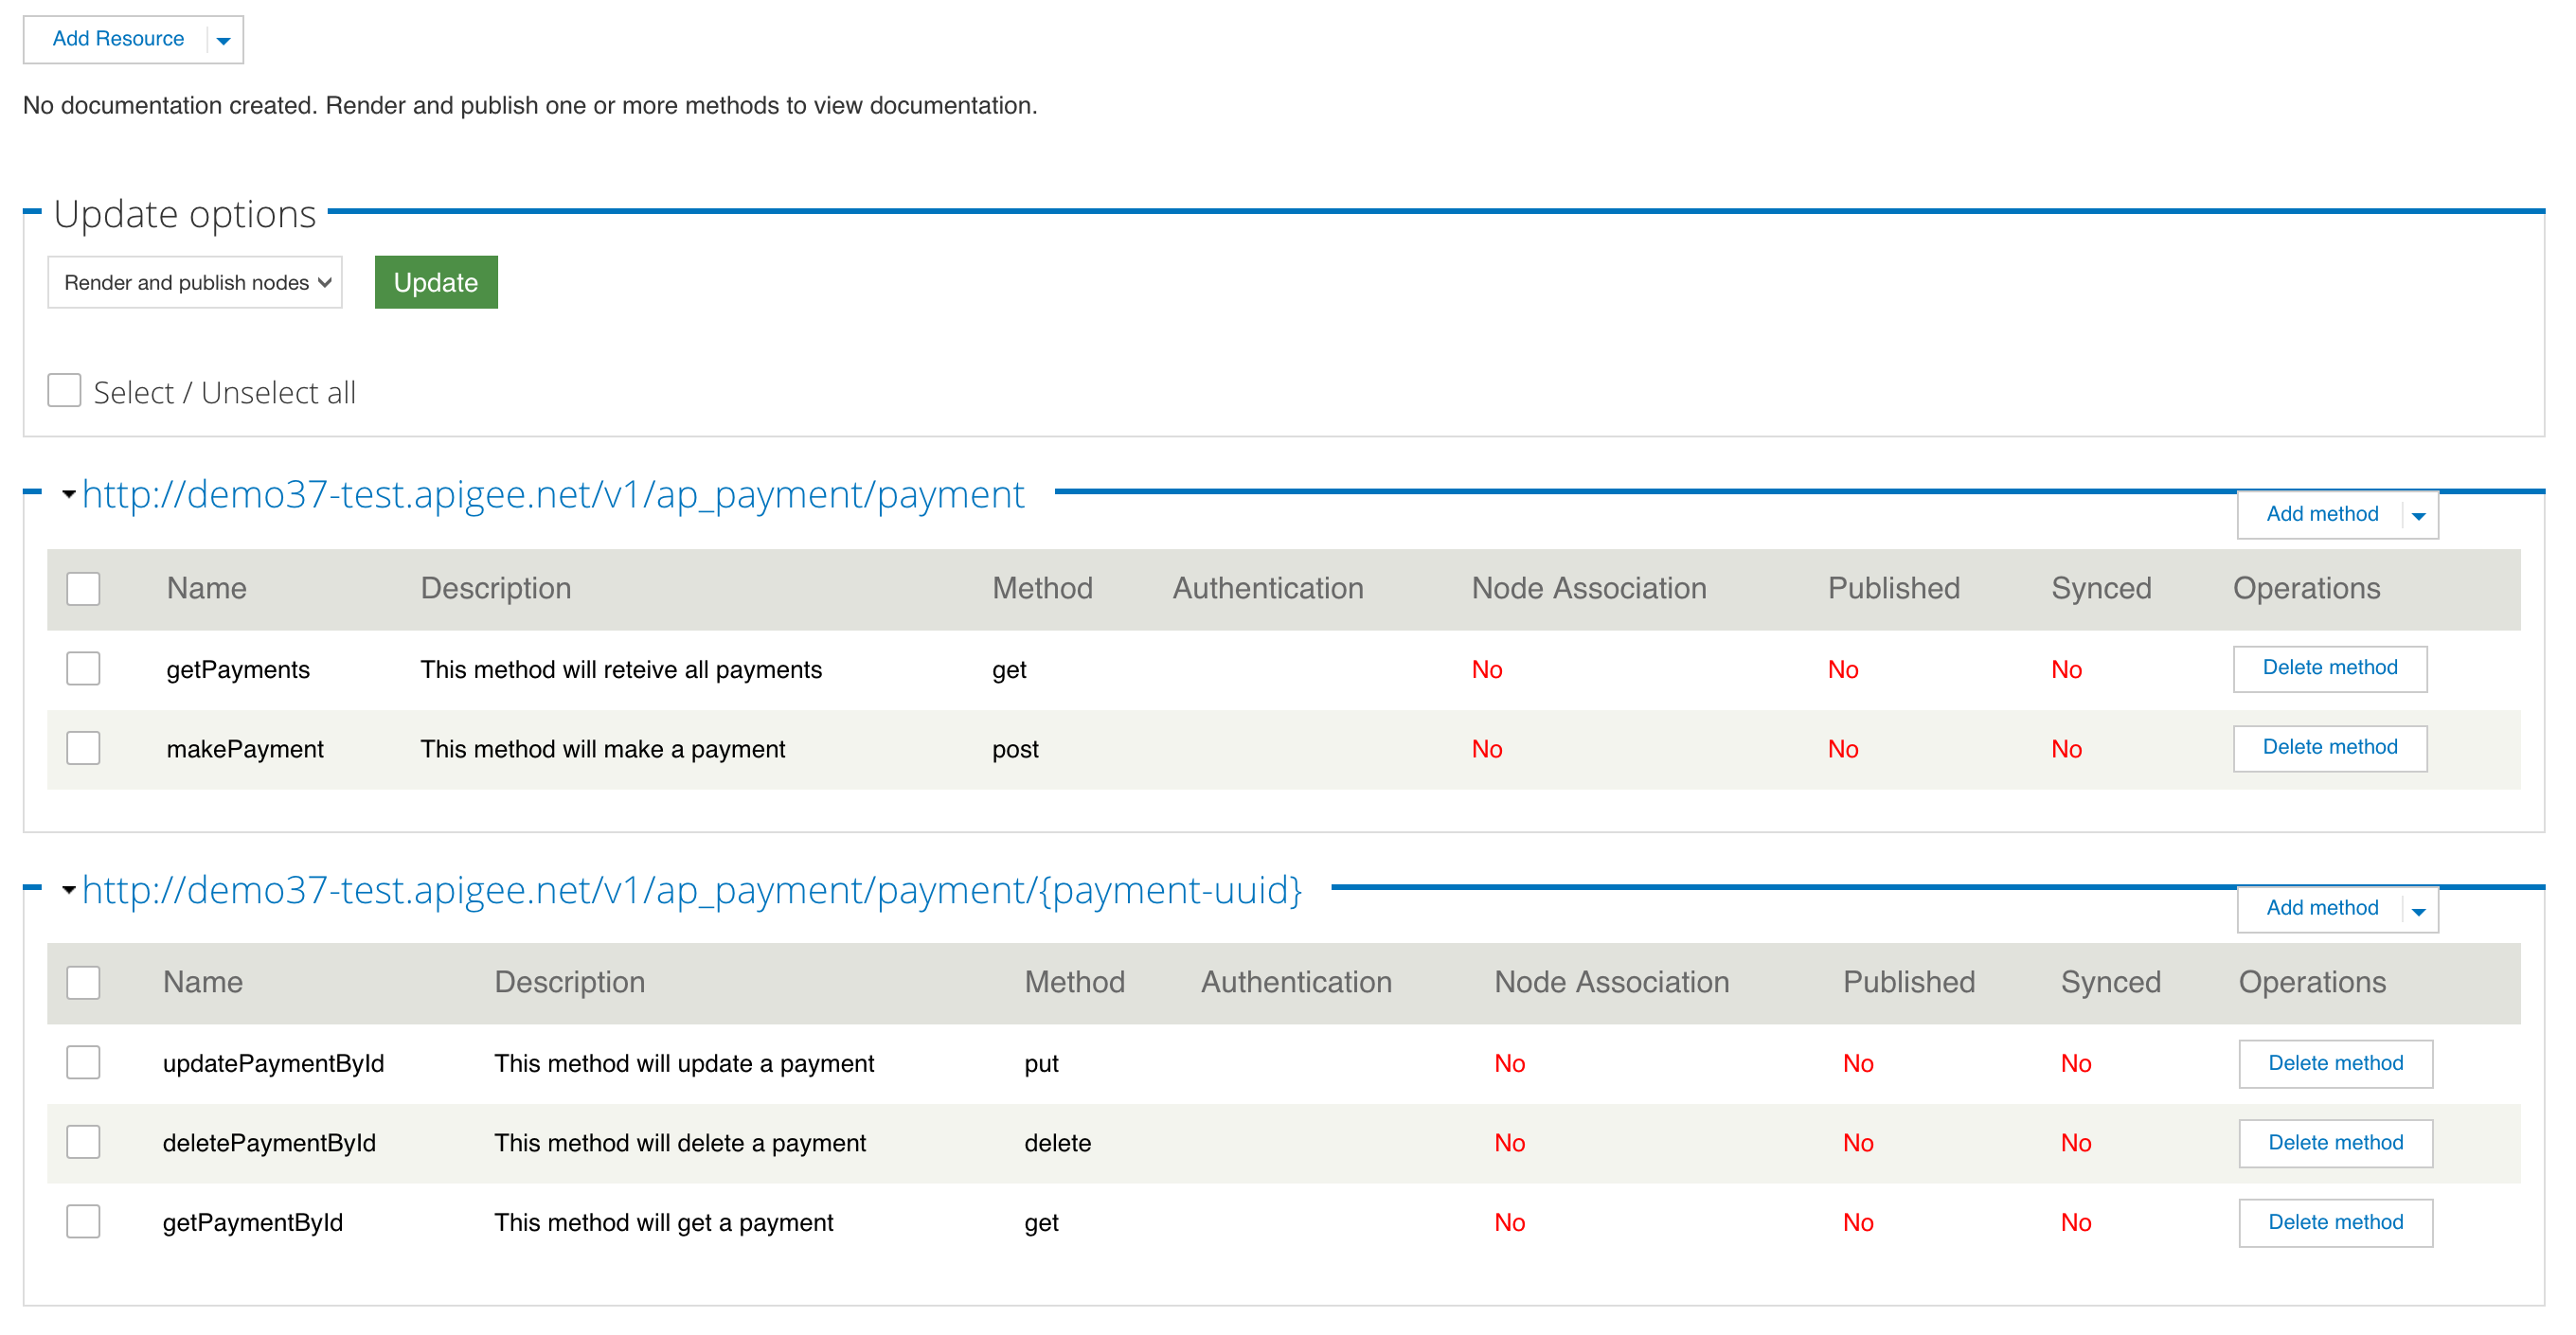 Add Resource
No documentation created. Render and publish one or more methods to view documentation.
Update options
Render and publish nodes Update
Select / Unselect all
http://demo37-test.apigee.net/v1/ap_payment/payment
Add method
Name Description Method Authentication Node Association Published Synced Operations
getPayments This method will reteive all payments get No No No Delete method
makePayment This method will make a payment post No No No Delete method
http://demo37-test.apigee.net/v1/ap_payment/payment/{payment-uuid}
Add method
Name Description Method Authentication Node Association Published Synced Operations
updatePaymentById This method will update a payment put No No No Delete method
deletePaymentById This method will delete a payment delete No No No Delete method
getPaymentById This method will get a payment get No No No Delete method